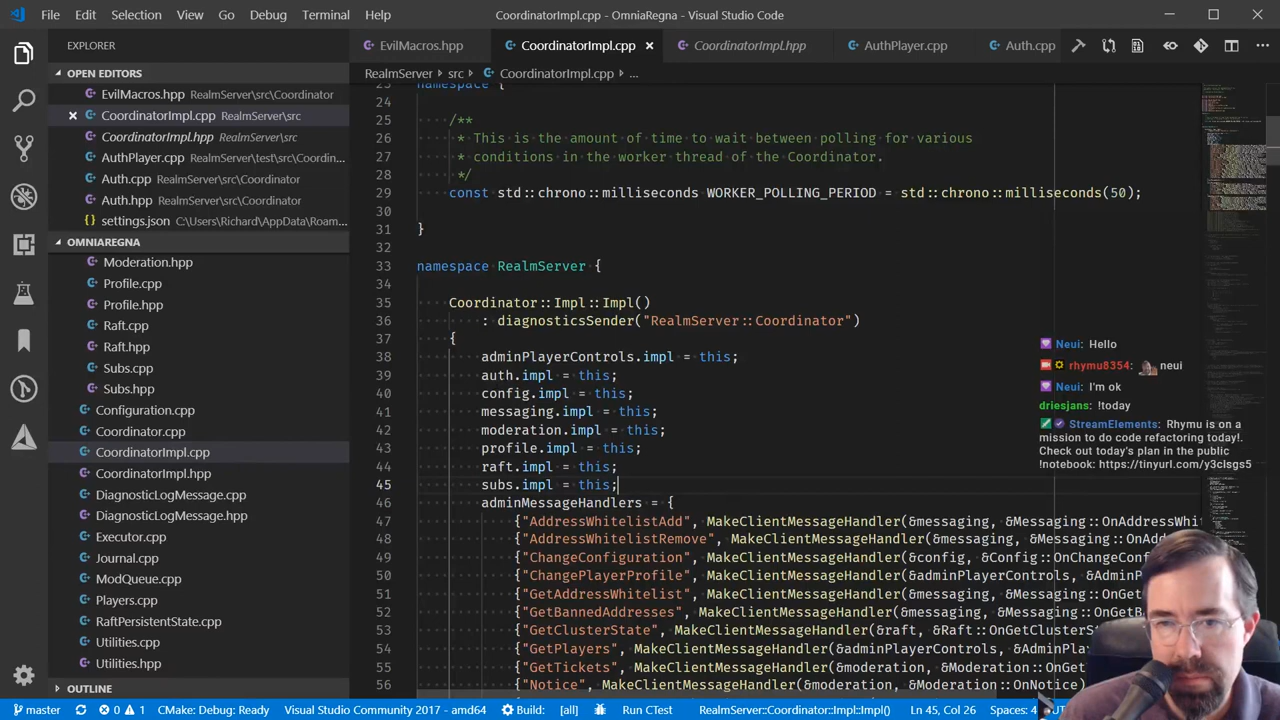 File Edit Selection View Go Debug Terminal Help CoordinatorImpl.cpp - OmniaRegna - Visual Studio Code
EXPLORER
OPEN EDITORS
EvilMacros.hpp RealmServer\src\Coordinator
CoordinatorImpl.cpp RealmServer\src
CoordinatorImpl.hpp RealmServer\src
AuthPlayer.cpp RealmServer\test\src\Coordin...
Auth.cpp RealmServer\src\Coordinator
Auth.hpp RealmServer\src\Coordinator
settings.json C:\Users\Richard\AppData\Roam...
OMNIAREGNA
Moderation.hpp
Profile.cpp
Profile.hpp
Raft.cpp
Raft.hpp
Subs.cpp
Subs.hpp
Configuration.cpp
Coordinator.cpp
CoordinatorImpl.cpp
CoordinatorImpl.hpp
DiagnosticLogMessage.cpp
DiagnosticLogMessage.hpp
Executor.cpp
Journal.cpp
ModQueue.cpp
Players.cpp
RaftPersistentState.cpp
Utilities.cpp
Utilities.hpp
OUTLINE
EvilMacros.hpp CoordinatorImpl.cpp CoordinatorImpl.hpp AuthPlayer.cpp Auth.cpp
RealmServer › src › CoordinatorImpl.cpp › ...
23 namespace {
24
25 /**
26 * This is the amount of time to wait between polling for various
27 * conditions in the worker thread of the Coordinator.
28 */
29 const std::chrono::milliseconds WORKER_POLLING_PERIOD = std::chrono::milliseconds(50);
30
31 }
32
33 namespace RealmServer {
34
35 Coordinator::Impl::Impl()
36 : diagnosticsSender("RealmServer::Coordinator")
37 {
38 adminPlayerControls.impl = this;
39 auth.impl = this;
40 config.impl = this;
41 messaging.impl = this;
42 moderation.impl = this;
43 profile.impl = this;
44 raft.impl = this;
45 subs.impl = this;
46 adminMessageHandlers = {
47 {"AddressWhitelistAdd", MakeClientMessageHandler(&messaging, &Messaging::OnAddressWhit
48 {"AddressWhitelistRemove", MakeClientMessageHandler(&messaging, &Messaging::OnAddr
49 {"ChangeConfiguration", MakeClientMessageHandler(&config, &Config::OnChangeConf
50 {"ChangePlayerProfile", MakeClientMessageHandler(&adminPlayerControls, &AdminP
51 {"GetAddressWhitelist", MakeClientMessageHandler(&messaging, &Messaging::OnGet
52 {"GetBannedAddresses", MakeClientMessageHandler(&messaging, &Messaging::OnGetB
53 {"GetClusterState", MakeClientMessageHandler(&raft, &Raft::OnGetClusterState
54 {"GetPlayers", MakeClientMessageHandler(&adminPlayerControls, &AdminPl
55 {"GetTickets", MakeClientMessageHandler(&moderation, &Moderation::OnGet
56 {"Notice", MakeClientMessageHandler(&moderation, &Moderation::OnNotice)
Neui: Hello
rhymu8354: neui
Neui: I'm ok
driesjans: !today
StreamElements: Rhymu is on a
mission to do code refactoring today!.
Check out today's plan in the public
!notebook: https://tinyurl.com/y3clsgs5
master 0 1 CMake: Debug: Ready Visual Studio Community 2017 - amd64 Build: [all] Run CTest RealmServer::Coordinator::Impl::Impl() Ln 45, Col 26 Spaces: 4